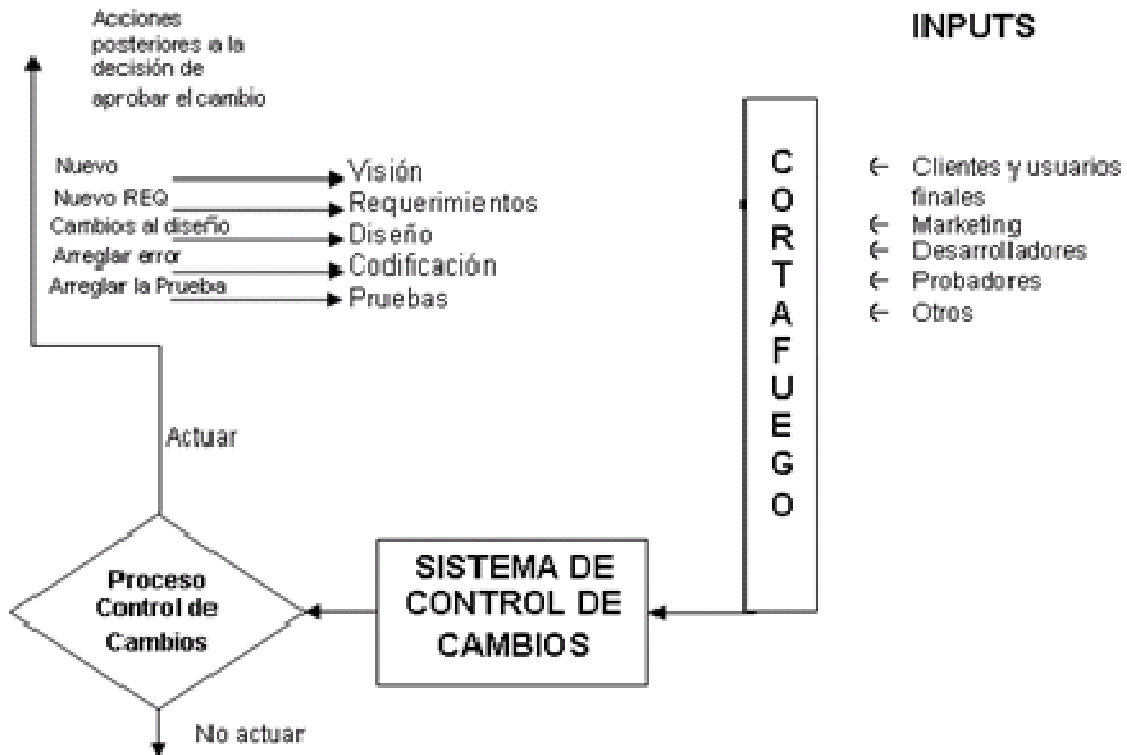 Acciones
posteriores a la
decisión de
aprobar el cambio
INPUTS
Nuevo
Visión
Nuevo REQ
Requerimientos
Cambios al diseño
Diseño
Arreglar error
Codificación
Arreglar la Prueba
Pruebas
CORTAFUEGO
← Clientes y usuarios
finales
← Marketing
← Desarrolladores
← Probadores
← Otros
Actuar
Proceso
Control de
Cambios
SISTEMA DE
CONTROL DE
CAMBIOS
No actuar